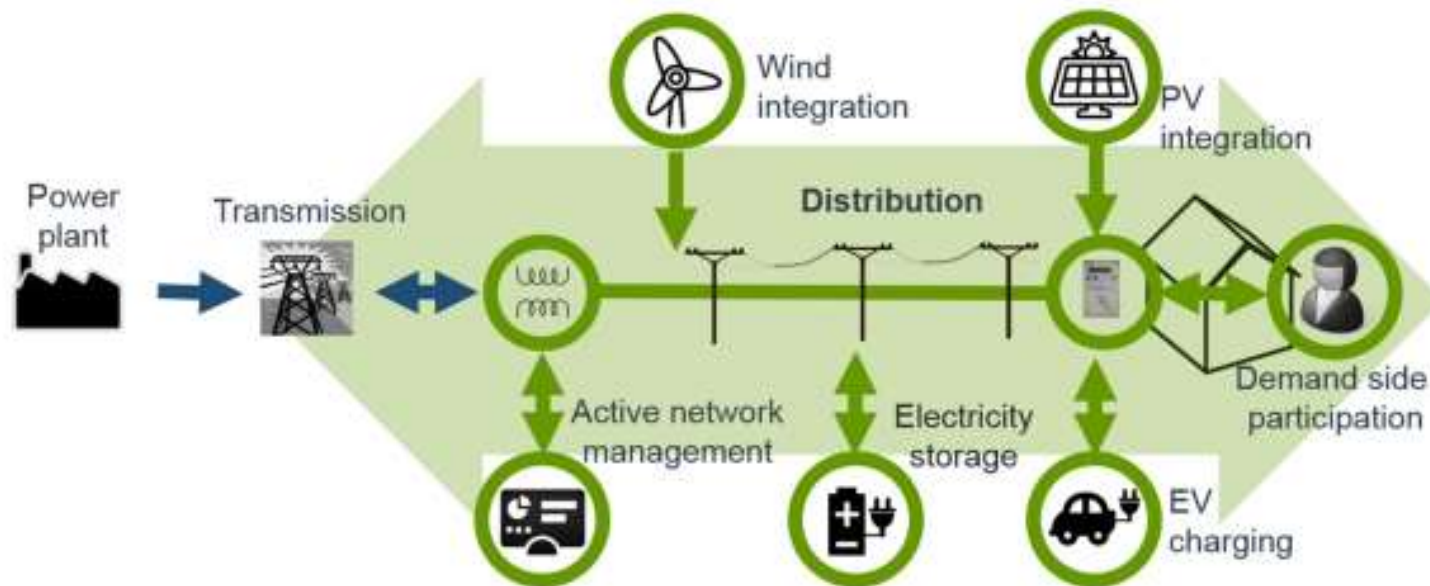 Wind
integration
PV
integration
Power
plant
Transmission
Distribution
Active network
management
Electricity
storage
Demand side
participation
EV
charging